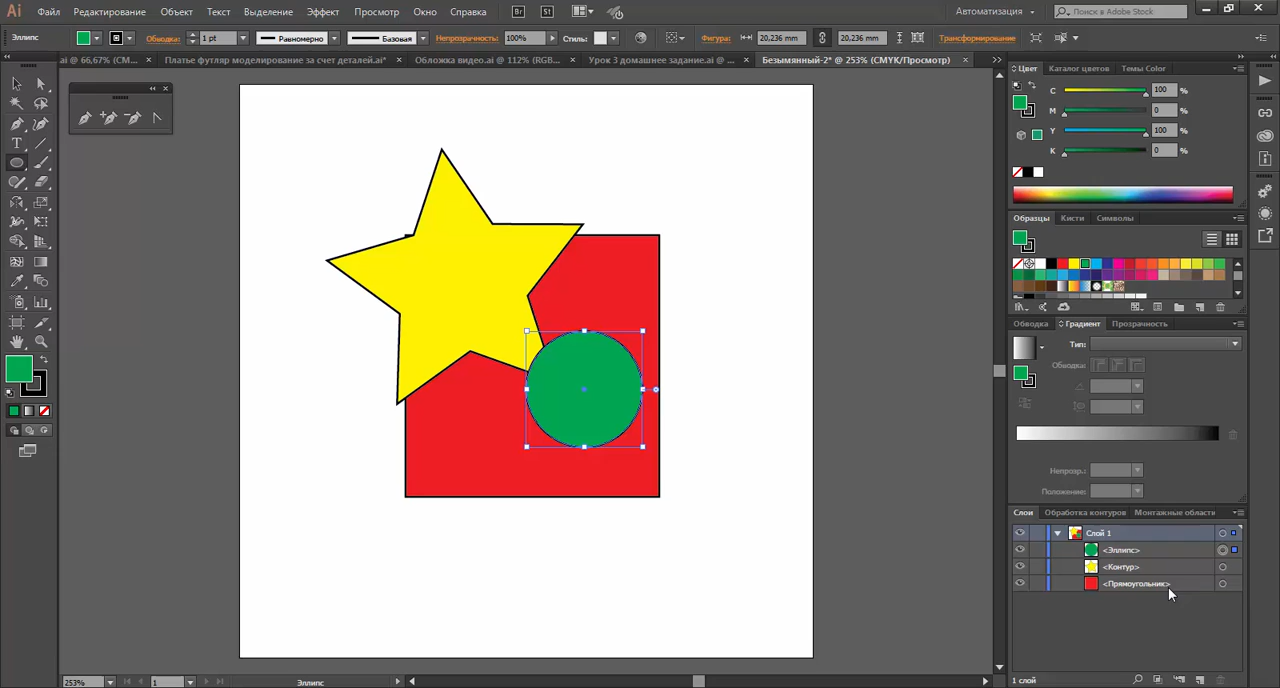 Ai Файл Редактирование Объект Текст Выделение Эффект Просмотр Окно Справка Br St Автоматизация Поиск в Adobe Stock
Эллипс Обводка: 1 pt Равномерно Базовая Непрозрачность: 100% Стиль: Фигура: 20,236 mm 20,236 mm Трансформирование
ai @ 66,67% (CM... × Платье футляр моделирование за счет деталей.ai* × Обложка видео.ai @ 112% (RGB... × Урок 3 домашнее задание.ai @ ... × Безымянный-2* @ 253% (CMYK/Просмотр) ×
Цвет Каталог цветов Темы Color
C 100 %
M 0 %
Y 100 %
K 0 %
Образцы Кисти Символы
Обводка Градиент Прозрачность
Тип:
Обводка:
Непрозр.:
Положение:
Слои Обработка контуров Монтажные области
Слой 1
<Эллипс>
<Контур>
<Прямоугольник>
253% 1 Эллипс 1 слой